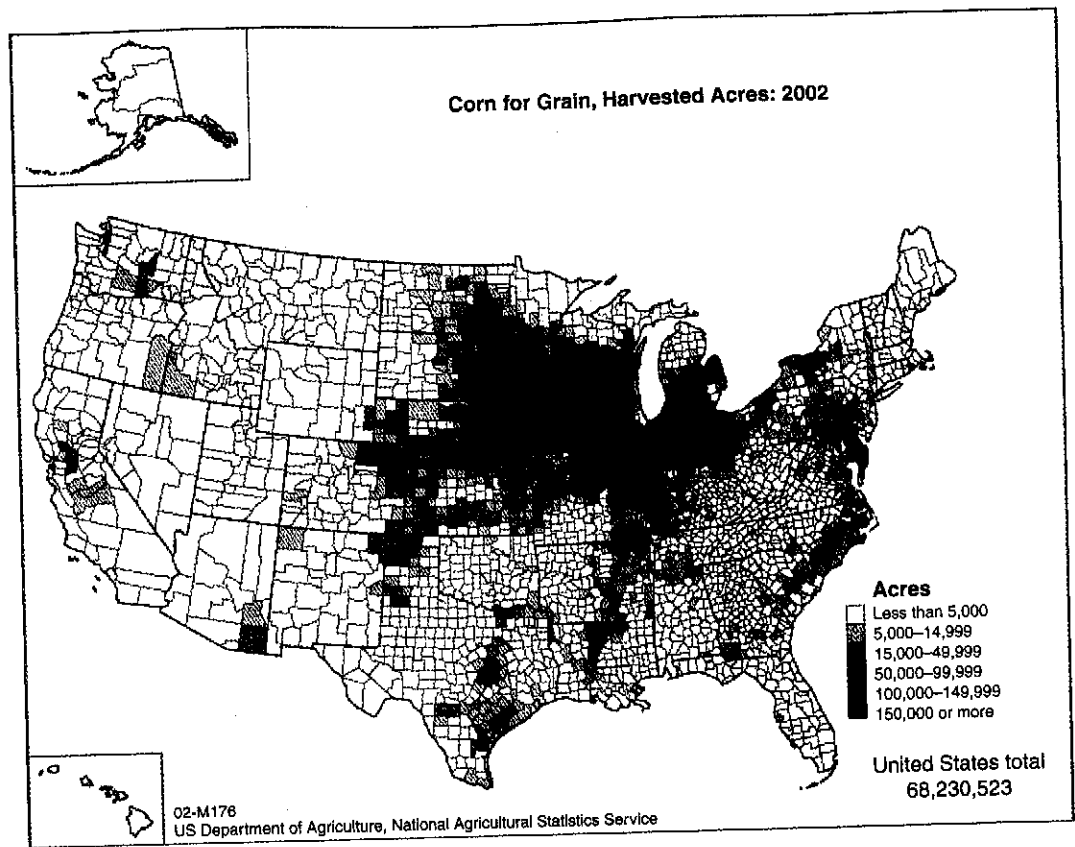 Corn for Grain, Harvested Acres: 2002
Acres
Less than 5,000
5,000–14,999
15,000–49,999
50,000–99,999
100,000–149,999
150,000 or more
United States total
68,230,523
02-M176
US Department of Agriculture, National Agricultural Statistics Service